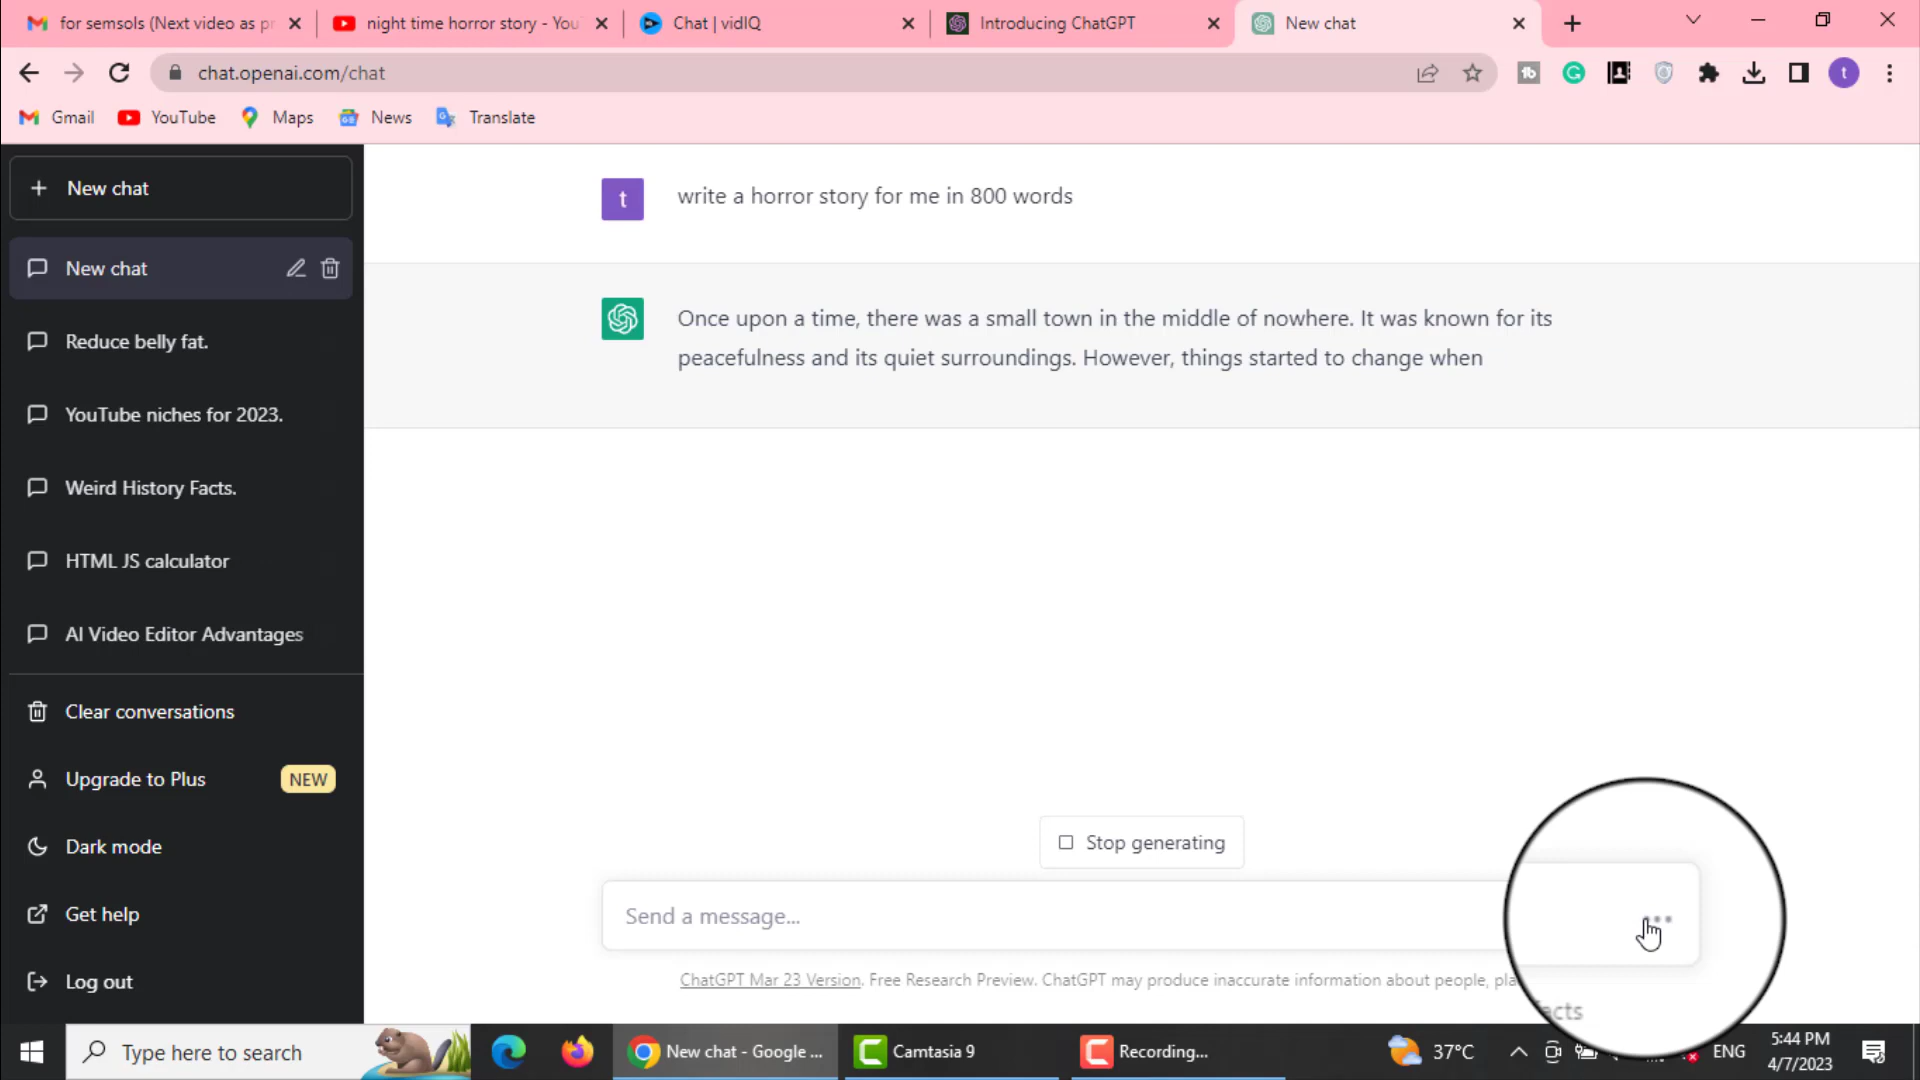 for semsols (Next video as pr
night time horror story - You
Chat | vidIQ
Introducing ChatGPT
New chat
chat.openai.com/chat
t
Gmail
YouTube
Maps
News
Translate
New chat
New chat
Reduce belly fat.
YouTube niches for 2023.
Weird History Facts.
HTML JS calculator
AI Video Editor Advantages
Clear conversations
Upgrade to Plus
NEW
Dark mode
Get help
Log out
t
write a horror story for me in 800 words
Once upon a time, there was a small town in the middle of nowhere. It was known for its
peacefulness and its quiet surroundings. However, things started to change when
Stop generating
Send a message...
ChatGPT Mar 23 Version. Free Research Preview. ChatGPT may produce inaccurate information about people, pla
acts
Type here to search
New chat - Google ...
Camtasia 9
Recording...
37°C
ENG
5:44 PM
4/7/2023